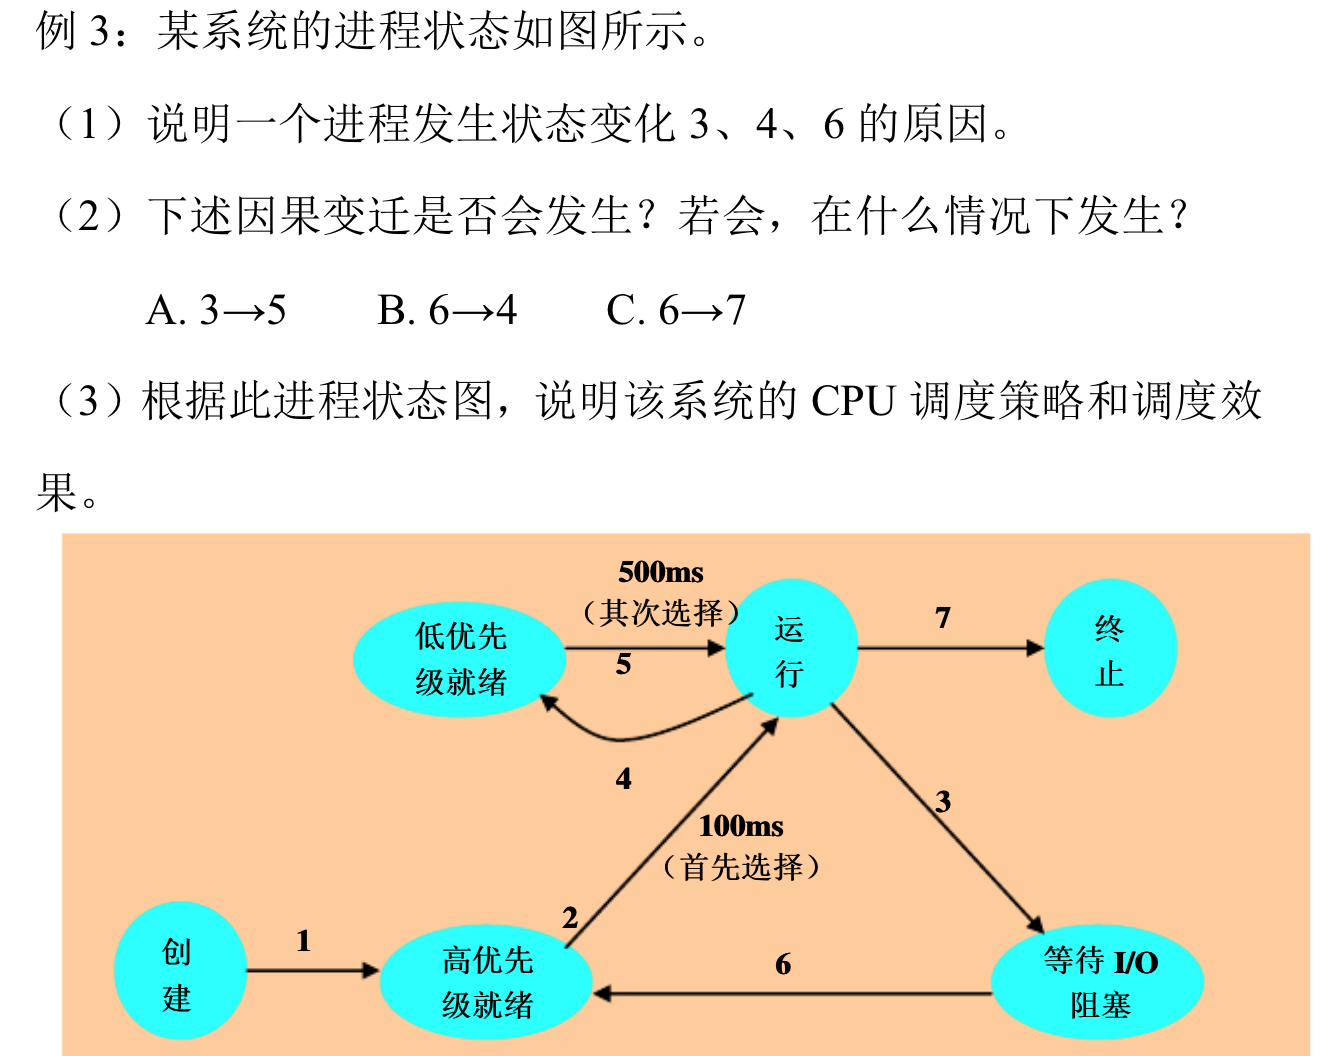 例 3：某系统的进程状态如图所示。
（1）说明一个进程发生状态变化 3、4、6 的原因。
（2）下述因果变迁是否会发生？若会，在什么情况下发生？
A. 3→5 B. 6→4 C. 6→7
（3）根据此进程状态图，说明该系统的 CPU 调度策略和调度效
果。
500ms
（其次选择）
低优先
级就绪
5
运
行
7
终
止
4
3
100ms
（首先选择）
2
创
建
1
高优先
级就绪
6
等待 I/O
阻塞